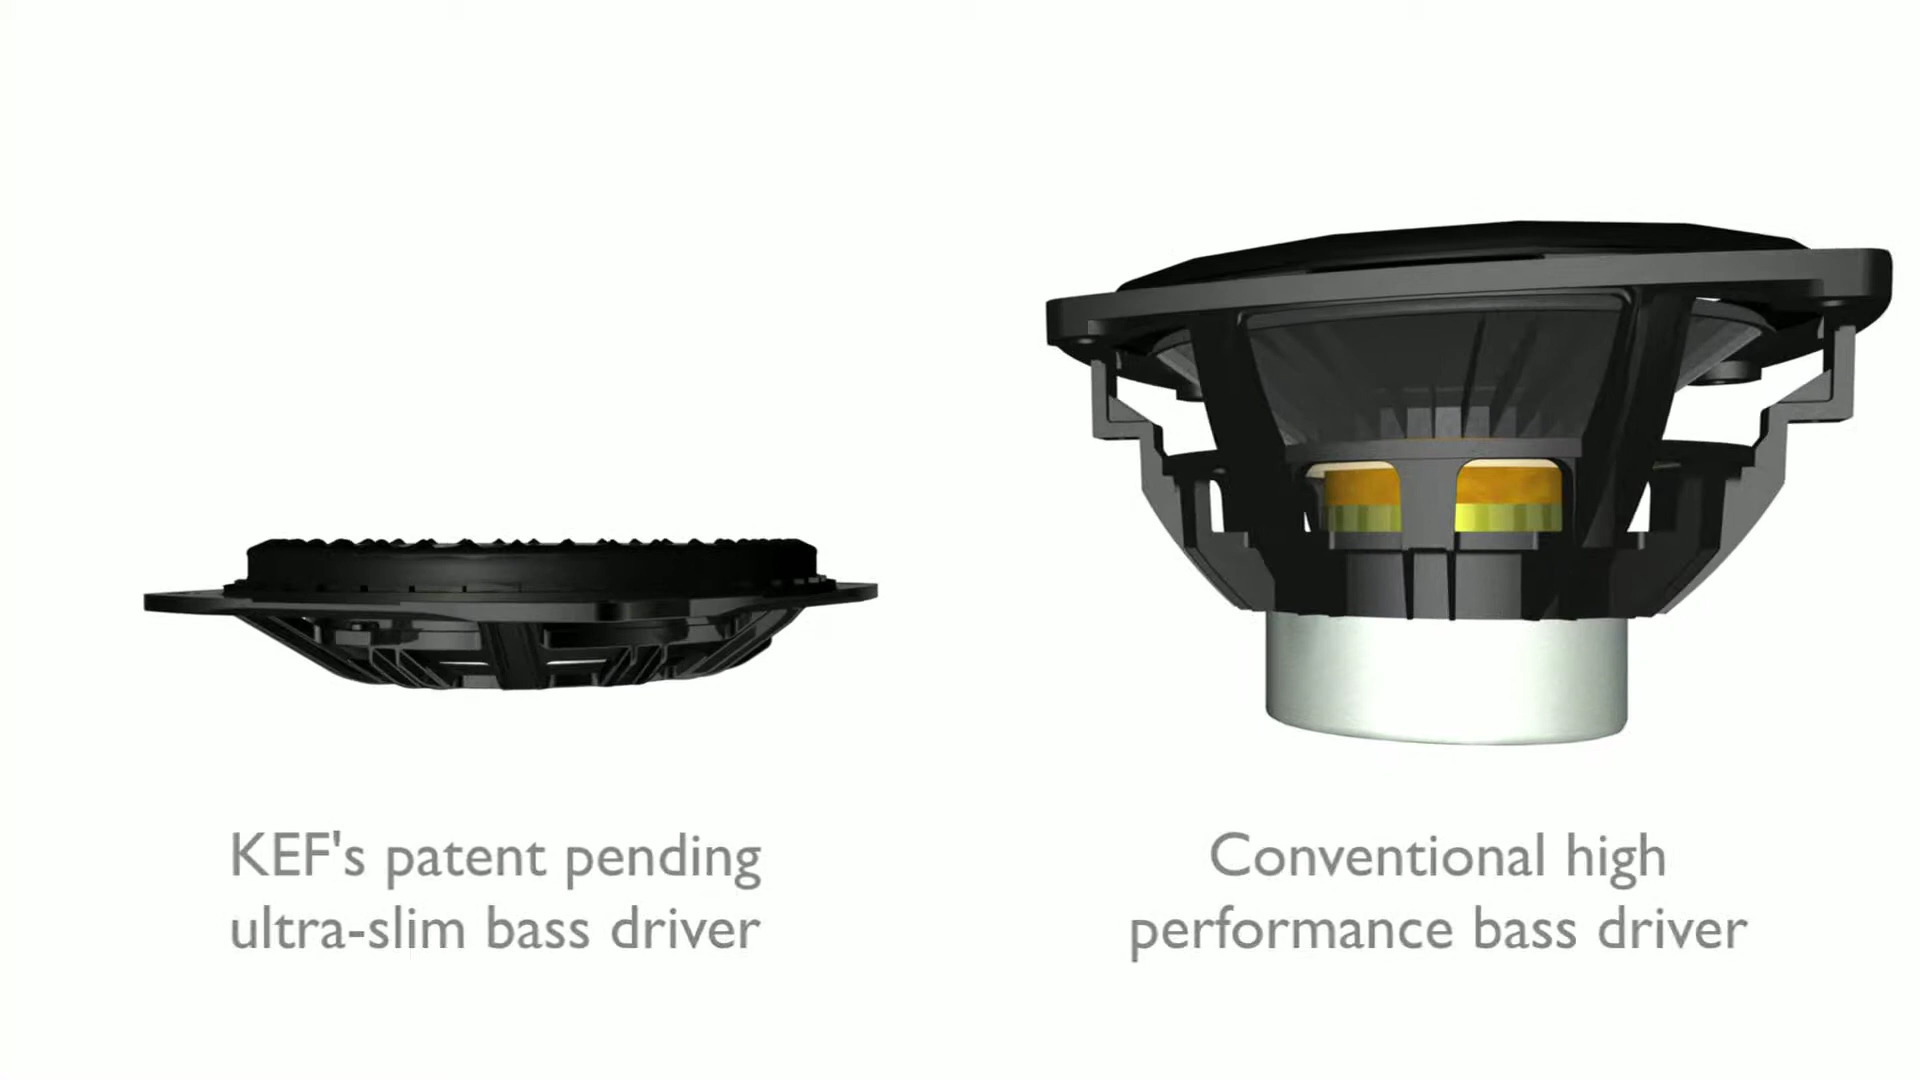 KEF's patent pending
ultra-slim bass driver
Conventional high
performance bass driver